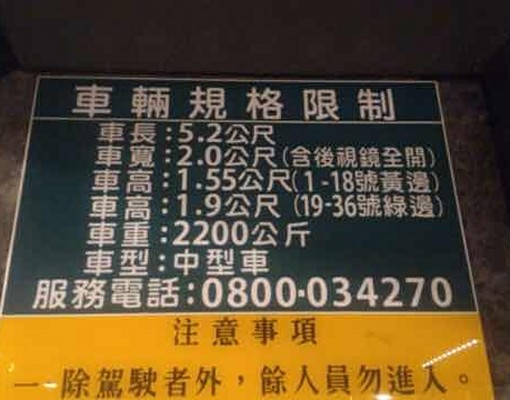 車輛規格限制
車長:5.2公尺
車寬:2.0公尺(含後視鏡全開)
車高:1.55公尺(1-18號黃邊)
車高:1.9公尺(19-36號綠邊)
車重:2200公斤
車型:中型車
服務電話:0800-034270
注意事項
一 除駕駛者外,餘人員勿進入。